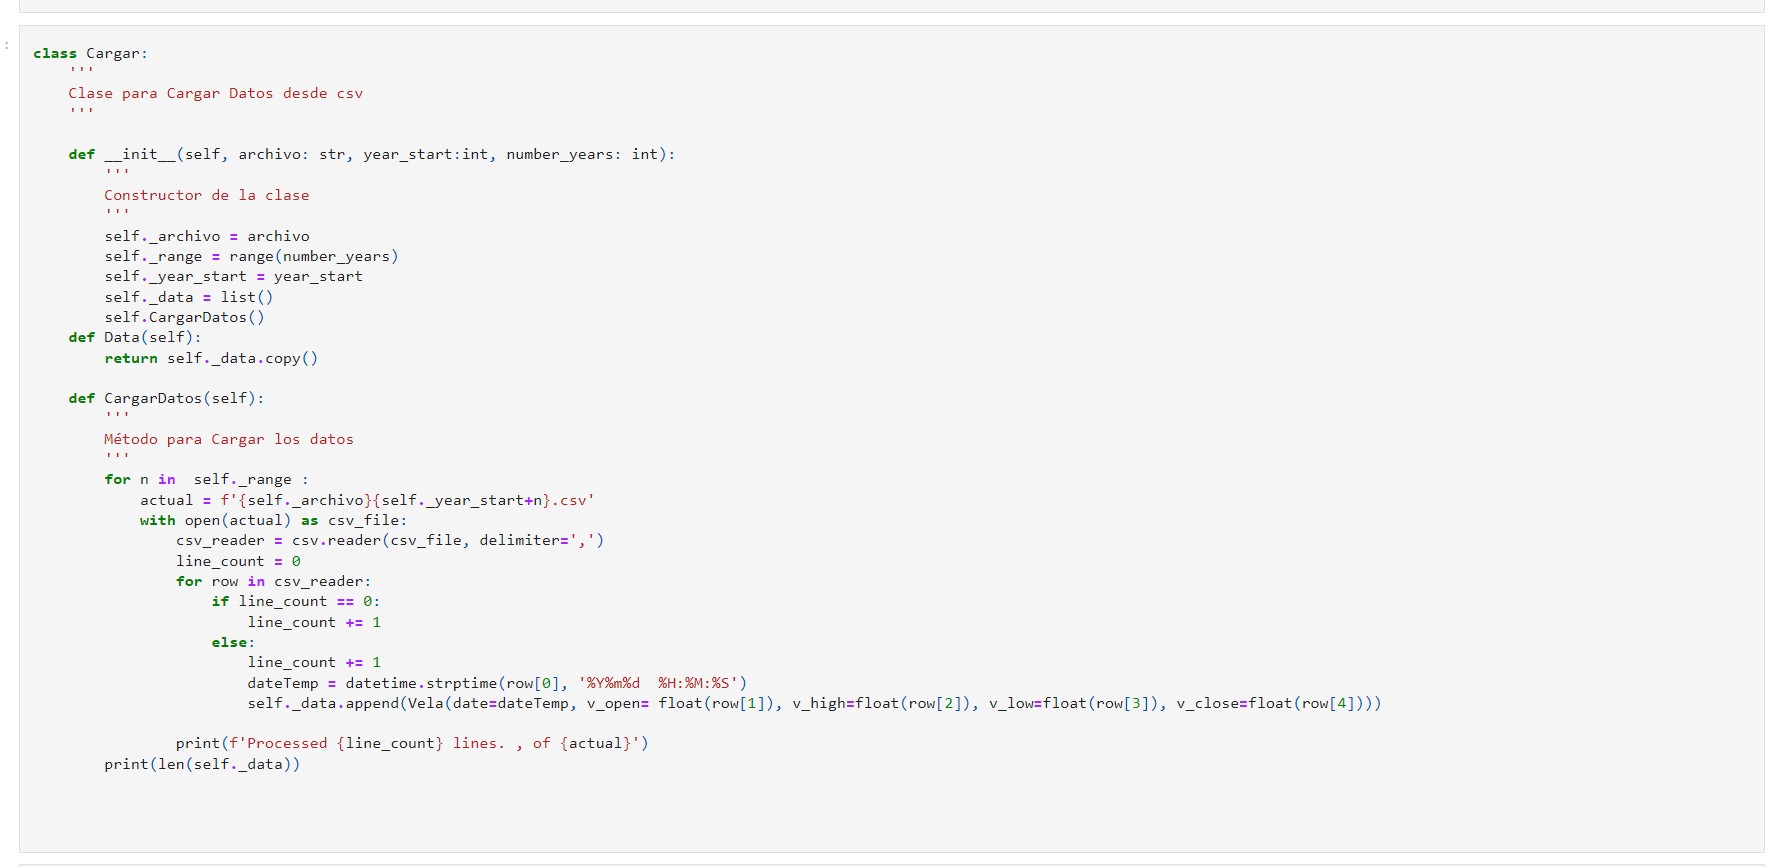 :
class Cargar:
    '''
    Clase para Cargar Datos desde csv
    '''
    def __init__(self, archivo: str, year_start:int, number_years: int):
        '''
        Constructor de la clase
        '''
        self._archivo = archivo
        self._range = range(number_years)
        self._year_start = year_start
        self._data = list()
        self.CargarDatos()
    def Data(self):
        return self._data.copy()
    def CargarDatos(self):
        '''
        Método para Cargar los datos
        '''
        for n in  self._range :
            actual = f'{self._archivo}{self._year_start+n}.csv'
            with open(actual) as csv_file:
                csv_reader = csv.reader(csv_file, delimiter=',')
                line_count = 0
                for row in csv_reader:
                    if line_count == 0:
                        line_count += 1
                    else:
                        line_count += 1
                        dateTemp = datetime.strptime(row[0], '%Y%m%d  %H:%M:%S')
                        self._data.append(Vela(date=dateTemp, v_open= float(row[1]), v_high=float(row[2]), v_low=float(row[3]), v_close=float(row[4])))
                print(f'Processed {line_count} lines. , of {actual}')
        print(len(self._data))